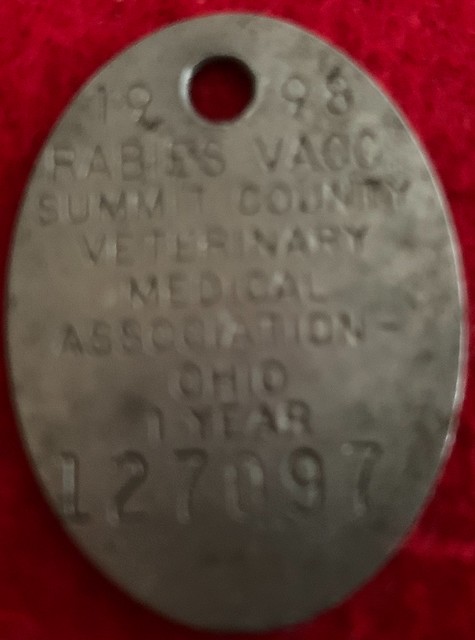 19 98
RABIES VACC
SUMMIT COUNTY
VETERINARY
MEDICAL
ASSOCIATION-
OHIO
1 YEAR
127097